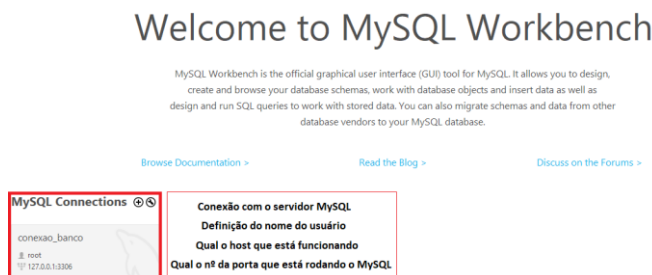 Welcome to MySQL Workbench
MySQL Workbench is the official graphical user interface (GUI) tool for MySQL. It allows you to design,
create and browse your database schemas, work with database objects and insert data as well as
design and run SQL queries to work with stored data. You can also migrate schemas and data from other
database vendors to your MySQL database.
Browse Documentation >
Read the Blog >
Discuss on the Forums >
MySQL Connections
conexao_banco
root
127.0.0.1:3306
Conexão com o servidor MySQL
Definição do nome do usuário
Qual o host que está funcionando
Qual o nº da porta que está rodando o MySQL